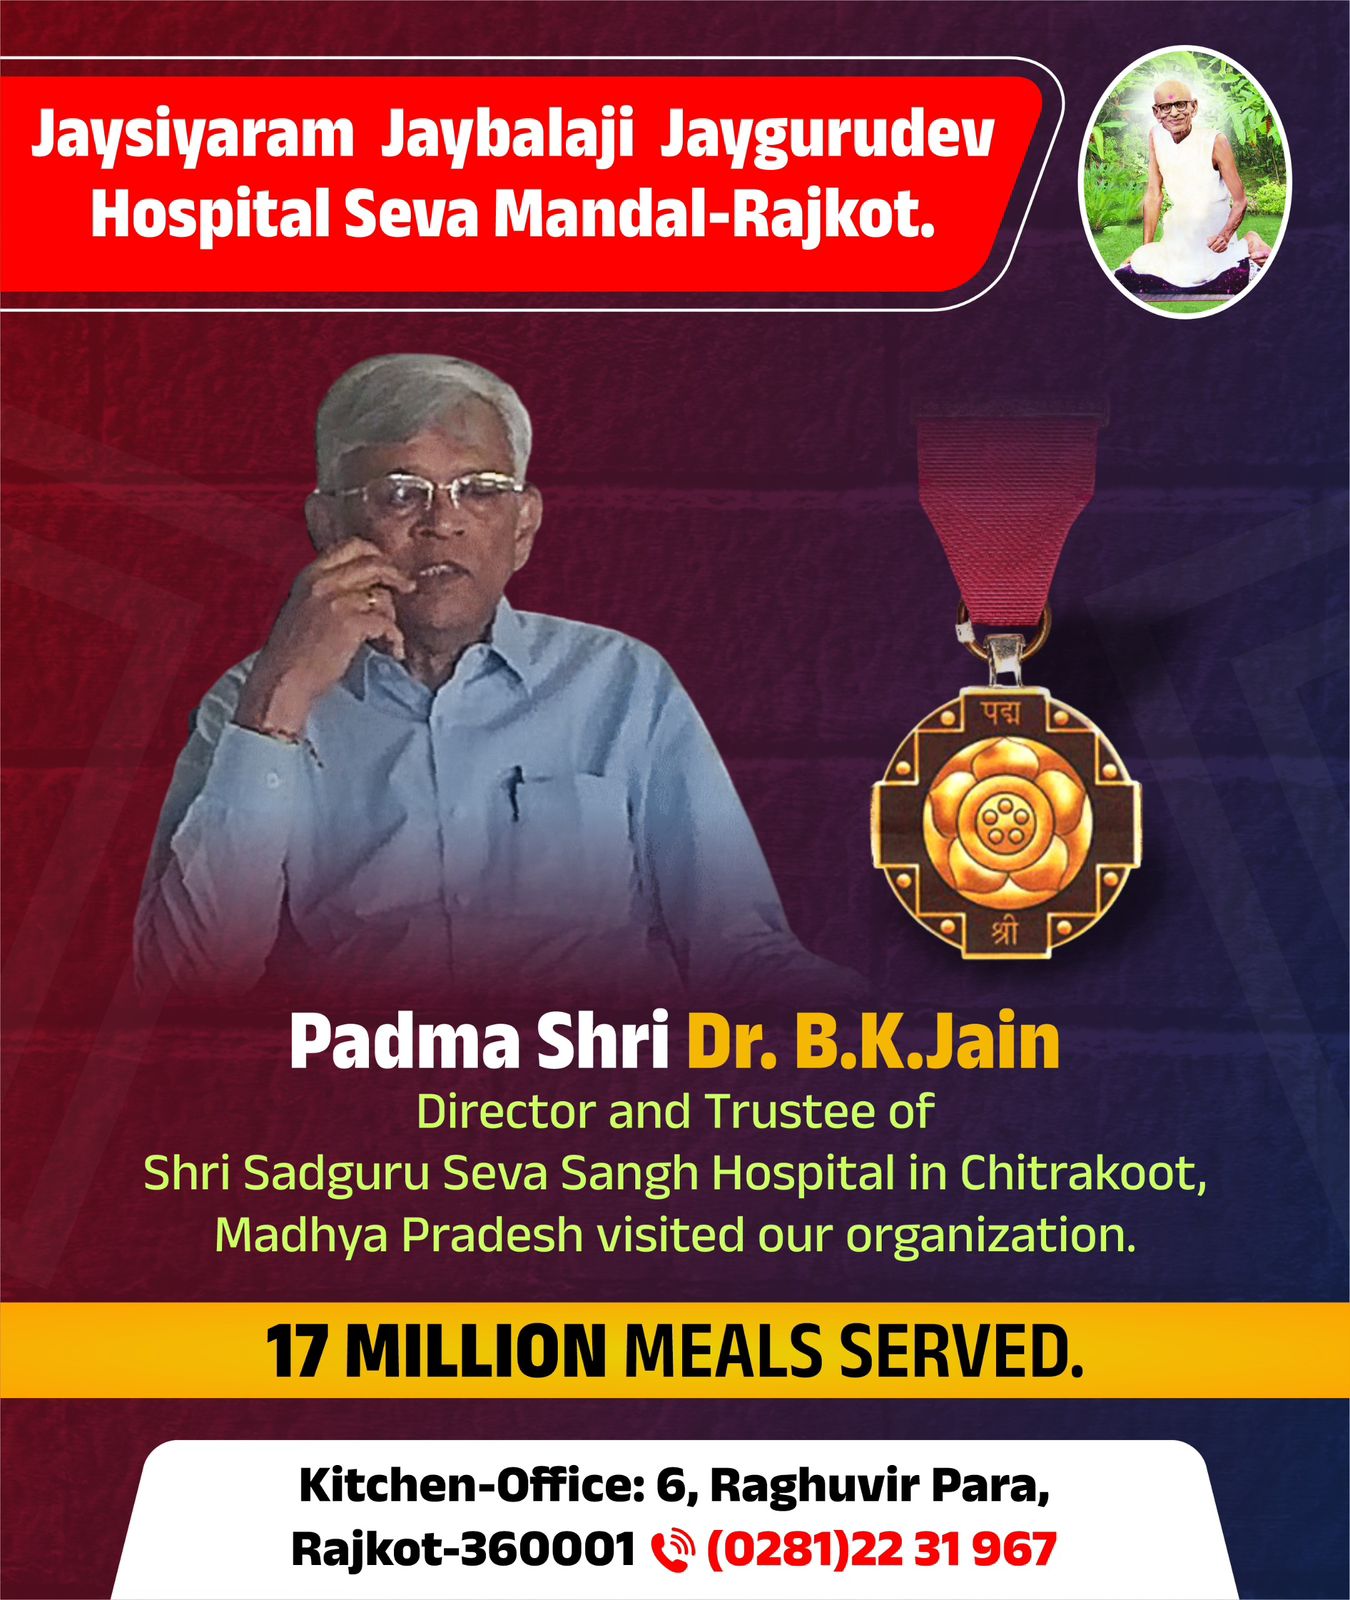 Jaysiyaram Jaybalaji Jaygurudev
Hospital Seva Mandal-Rajkot.
पद्म
श्री
Padma Shri Dr. B.K.Jain
Director and Trustee of
Shri Sadguru Seva Sangh Hospital in Chitrakoot,
Madhya Pradesh visited our organization.
17 MILLION MEALS SERVED.
Kitchen-Office: 6, Raghuvir Para,
Rajkot-360001 (0281)22 31 967